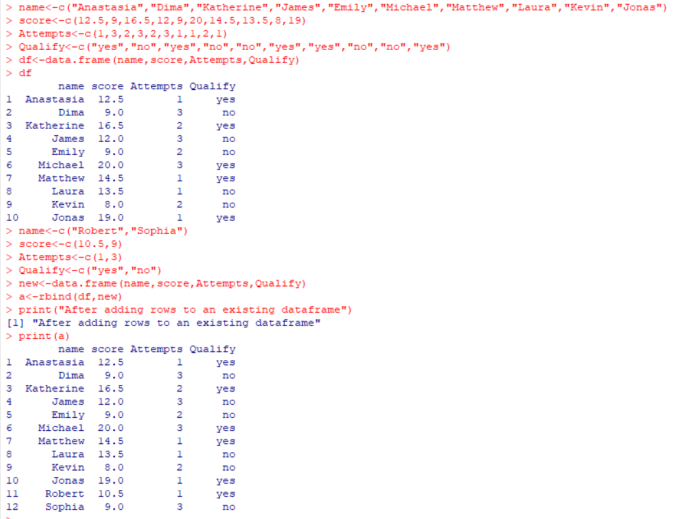 > name<-c("Anastasia","Dima","Katherine","James","Emily","Michael","Matthew","Laura","Kevin","Jonas")
> score<-c(12.5,9,16.5,12,9,20,14.5,13.5,8,19)
> Attempts<-c(1,3,2,3,2,3,1,1,2,1)
> Qualify<-c("yes","no","yes","no","no","yes","yes","no","no","yes")
> df<-data.frame(name,score,Attempts,Qualify)
> df
        name score Attempts Qualify
1  Anastasia  12.5        1     yes
2       Dima   9.0        3      no
3  Katherine  16.5        2     yes
4      James  12.0        3      no
5      Emily   9.0        2      no
6    Michael  20.0        3     yes
7    Matthew  14.5        1     yes
8      Laura  13.5        1      no
9      Kevin   8.0        2      no
10     Jonas  19.0        1     yes
> name<-c("Robert","Sophia")
> score<-c(10.5,9)
> Attempts<-c(1,3)
> Qualify<-c("yes","no")
> new<-data.frame(name,score,Attempts,Qualify)
> a<-rbind(df,new)
> print("After adding rows to an existing dataframe")
[1] "After adding rows to an existing dataframe"
> print(a)
        name score Attempts Qualify
1  Anastasia  12.5        1     yes
2       Dima   9.0        3      no
3  Katherine  16.5        2     yes
4      James  12.0        3      no
5      Emily   9.0        2      no
6    Michael  20.0        3     yes
7    Matthew  14.5        1     yes
8      Laura  13.5        1      no
9      Kevin   8.0        2      no
10     Jonas  19.0        1     yes
11    Robert  10.5        1     yes
12    Sophia   9.0        3      no
>